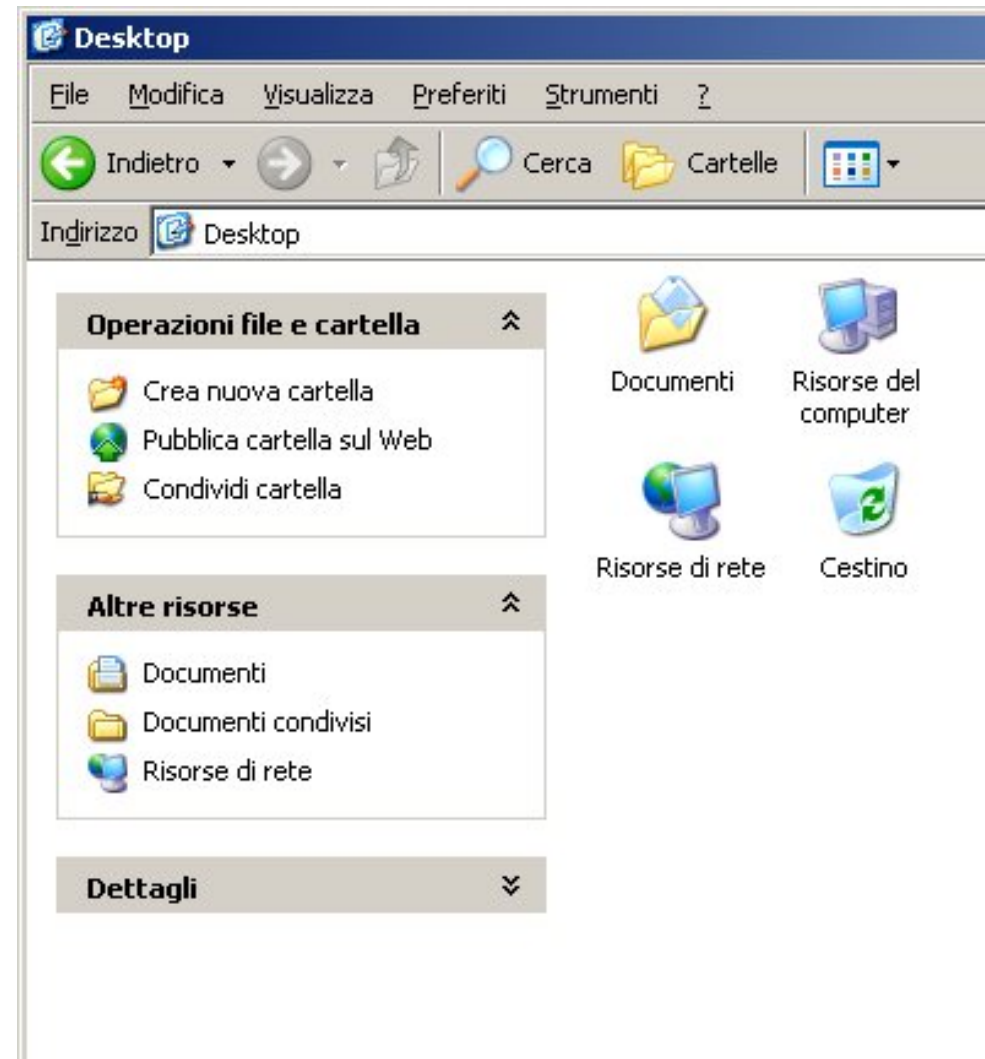 Desktop
File Modifica Visualizza Preferiti Strumenti ?
Indietro Cerca Cartelle
Indirizzo Desktop
Operazioni file e cartella
Crea nuova cartella
Pubblica cartella sul Web
Condividi cartella
Altre risorse
Documenti
Documenti condivisi
Risorse di rete
Dettagli
Documenti
Risorse del
computer
Risorse di rete
Cestino